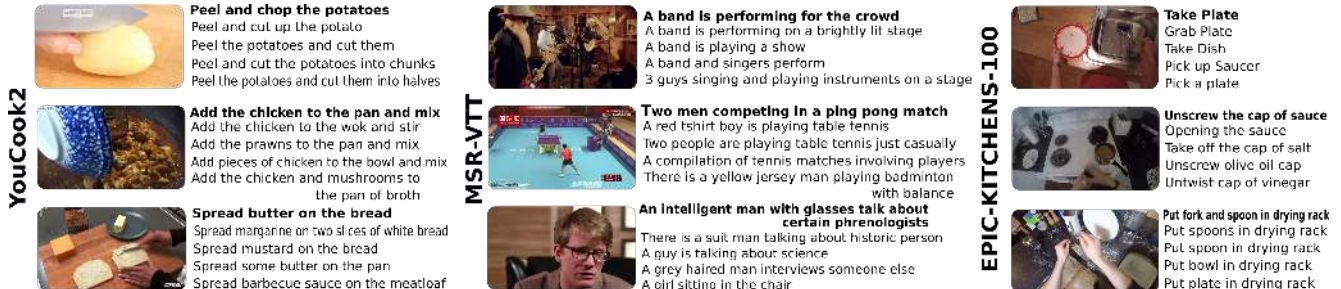 YouCook2
Peel and chop the potatoes
Peel and cut up the potato
Peel the potatoes and cut them
Peel and cut the potatoes into chunks
Peel the potatoes and cut them into halves
Add the chicken to the pan and mix
Add the chicken to the wok and stir
Add the prawns to the pan and mix
Add pieces of chicken to the bowl and mix
Add the chicken and mushrooms to
the pan of broth
Spread butter on the bread
Spread margarine on two slices of white bread
Spread mustard on the bread
Spread some butter on the pan
Spread barbecue sauce on the meatloaf
MSR-VTT
A band is performing for the crowd
A band is performing on a brightly lit stage
A band is playing a show
A band and singers perform
3 guys singing and playing instruments on a stage
Two men competing in a ping pong match
A red tshirt boy is playing table tennis
Two people are playing table tennis just casually
A compilation of tennis matches involving players
There is a yellow jersey man playing badminton
with balance
An intelligent man with glasses talk about
certain phrenologists
There is a suit man talking about historic person
A guy is talking about science
A grey haired man interviews someone else
A girl sitting in the chair
EPIC-KITCHENS-100
Take Plate
Grab Plate
Take Dish
Pick up Saucer
Pick a plate
Unscrew the cap of sauce
Opening the sauce
Take off the cap of salt
Unscrew olive oil cap
Untwist cap of vinegar
Put fork and spoon in drying rack
Put spoons in drying rack
Put spoon in drying rack
Put bowl in drying rack
Put plate in drying rack